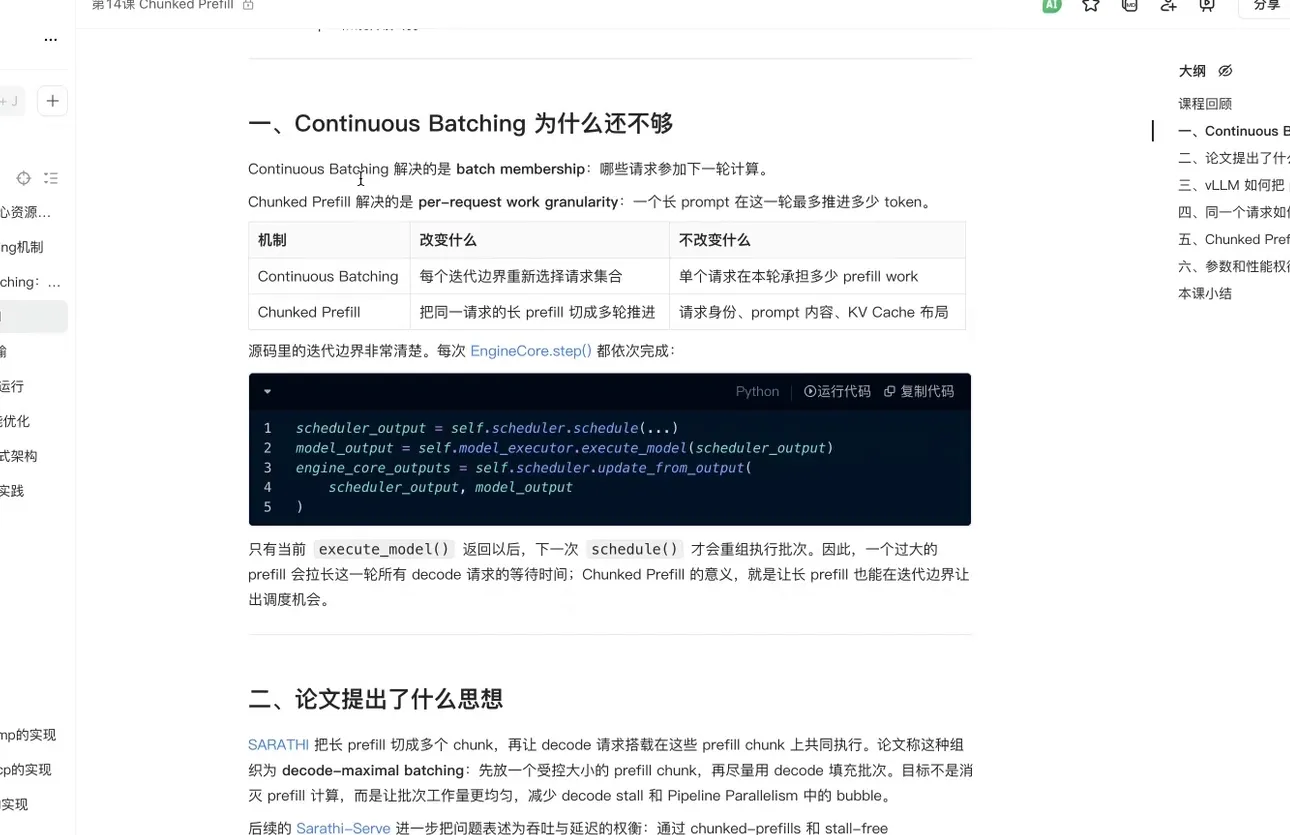 第14课 Chunked Prefill
分享
+ J
心资源...
ng机制
ching: ...
运行
能优化
式架构
实践
mp的实现
cp的实现
实现
一、Continuous Batching 为什么还不够
Continuous Batching 解决的是 batch membership：哪些请求参加下一轮计算。
Chunked Prefill 解决的是 per-request work granularity：一个长 prompt 在这一轮最多推进多少 token。
机制 改变什么 不改变什么
Continuous Batching 每个迭代边界重新选择请求集合 单个请求在本轮承担多少 prefill work
Chunked Prefill 把同一请求的长 prefill 切成多轮推进 请求身份、prompt 内容、KV Cache 布局
源码里的迭代边界非常清楚。每次 EngineCore.step() 都依次完成：
Python 运行代码 复制代码
1 scheduler_output = self.scheduler.schedule(...)
2 model_output = self.model_executor.execute_model(scheduler_output)
3 engine_core_outputs = self.scheduler.update_from_output(
4 scheduler_output, model_output
5 )
只有当前 execute_model() 返回以后，下一次 schedule() 才会重组执行批次。因此，一个过大的
prefill 会拉长这一轮所有 decode 请求的等待时间；Chunked Prefill 的意义，就是让长 prefill 也能在迭代边界让
出调度机会。
二、论文提出了什么思想
SARATHI 把长 prefill 切成多个 chunk，再让 decode 请求搭载在这些 prefill chunk 上共同执行。论文称这种组
织为 decode-maximal batching：先放一个受控大小的 prefill chunk，再尽量用 decode 填充批次。目标不是消
灭 prefill 计算，而是让批次工作量更均匀，减少 decode stall 和 Pipeline Parallelism 中的 bubble。
后续的 Sarathi-Serve 进一步把问题表述为吞吐与延迟的权衡：通过 chunked-prefills 和 stall-free
大纲
课程回顾
一、Continuous B
二、论文提出了什么
三、vLLM 如何把
四、同一个请求如何
五、Chunked Pref
六、参数和性能权衡
本课小结